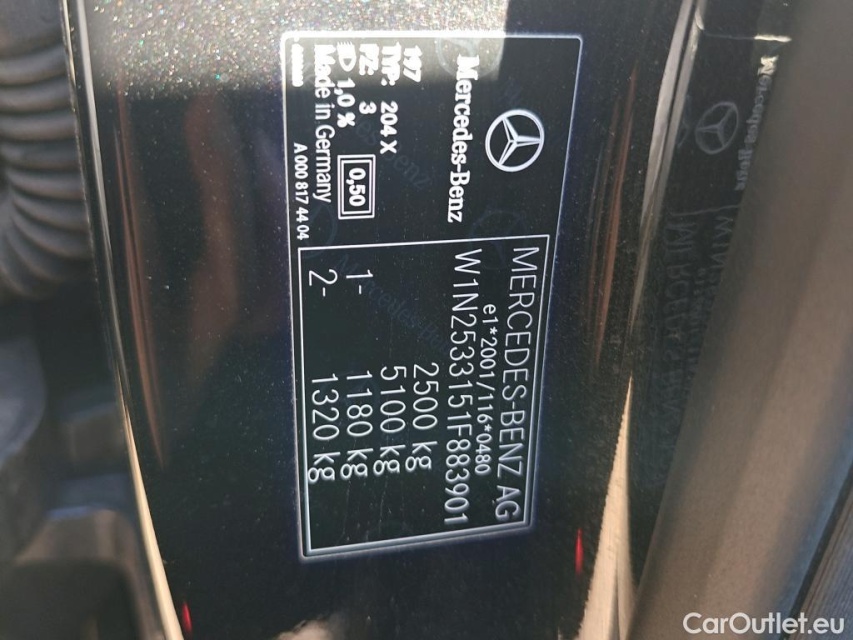 MERCEDES-BENZ AG
e1*2001/116*0480
W1N2533151F883901
2500 kg
5100 kg
1- 1180 kg
2- 1320 kg
Mercedes-Benz
197
TYP: 204 X
FZ: 3
1,0 %
0,50
Made in Germany
A 000 817 44 04
CarOutlet.eu